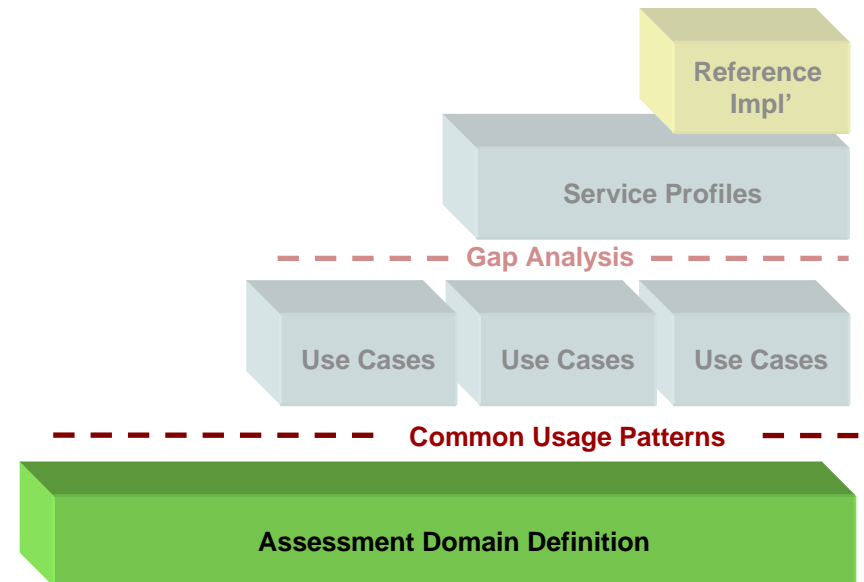 Reference
Impl’
Service Profiles
Gap Analysis
Use Cases Use Cases Use Cases
Common Usage Patterns
Assessment Domain Definition